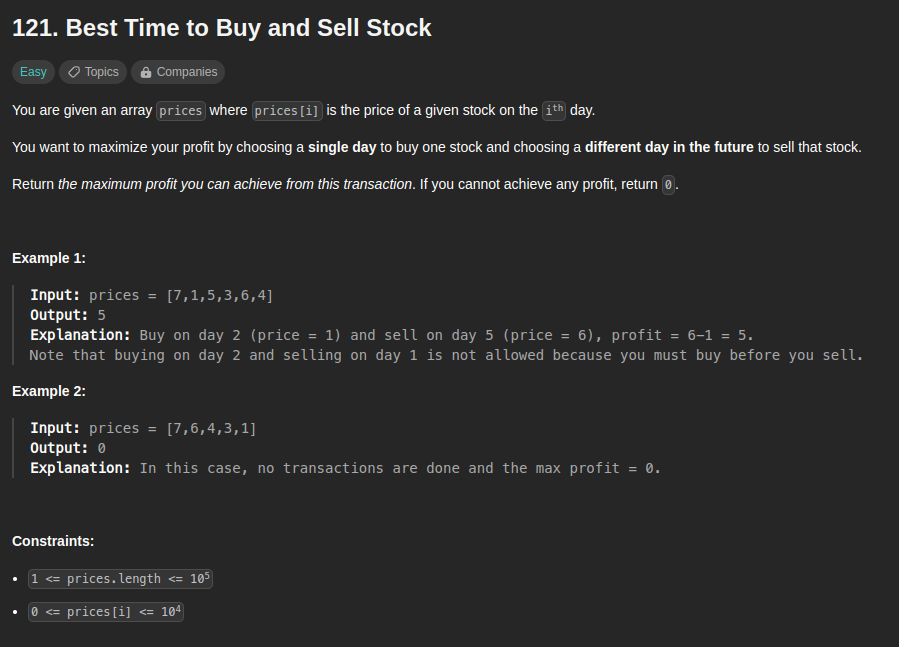 121. Best Time to Buy and Sell Stock
Easy Topics Companies
You are given an array prices where prices[i] is the price of a given stock on the iᵗʰ day.
You want to maximize your profit by choosing a single day to buy one stock and choosing a different day in the future to sell that stock.
Return the maximum profit you can achieve from this transaction. If you cannot achieve any profit, return 0.
Example 1:
Input: prices = [7,1,5,3,6,4]
Output: 5
Explanation: Buy on day 2 (price = 1) and sell on day 5 (price = 6), profit = 6-1 = 5.
Note that buying on day 2 and selling on day 1 is not allowed because you must buy before you sell.
Example 2:
Input: prices = [7,6,4,3,1]
Output: 0
Explanation: In this case, no transactions are done and the max profit = 0.
Constraints:
• 1 <= prices.length <= 10⁵
• 0 <= prices[i] <= 10⁴